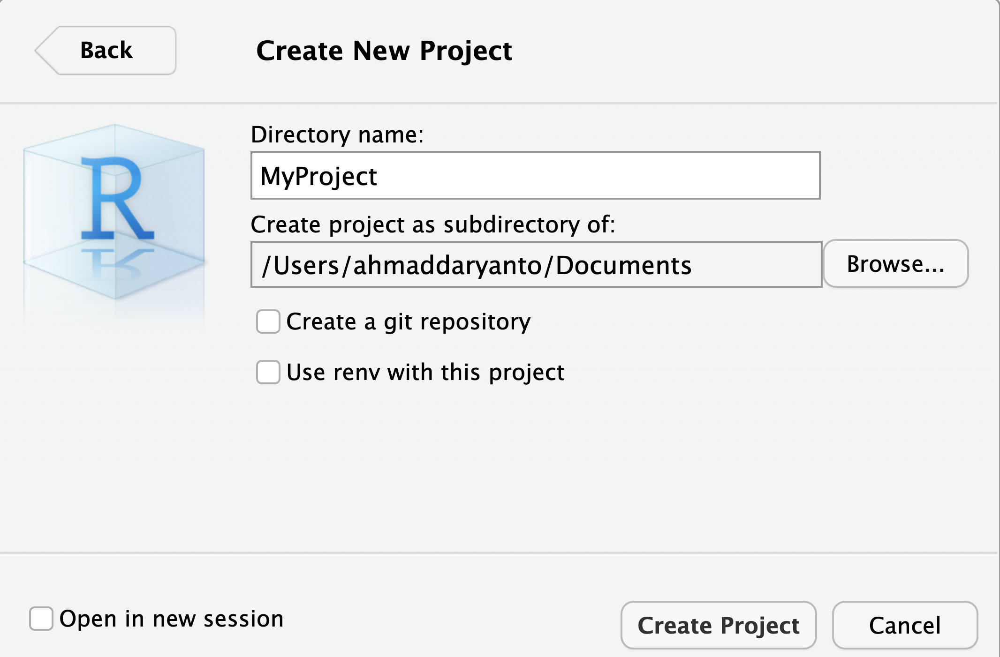 Back
Create New Project
R
Directory name:
MyProject
Create project as subdirectory of:
/Users/ahmaddaryanto/Documents
Browse...
Create a git repository
Use renv with this project
Open in new session
Create Project
Cancel